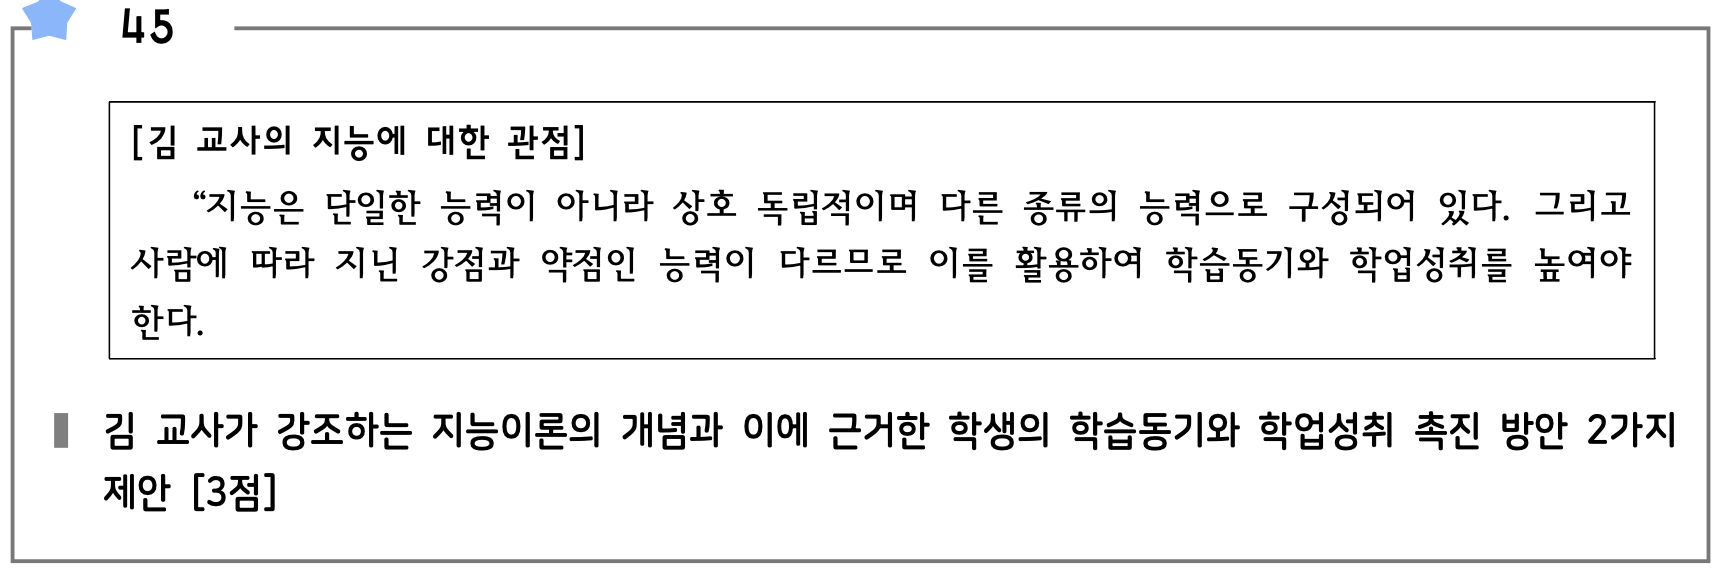 45
[김 교사의 지능에 대한 관점]
“지능은 단일한 능력이 아니라 상호 독립적이며 다른 종류의 능력으로 구성되어 있다. 그리고
사람에 따라 지닌 강점과 약점인 능력이 다르므로 이를 활용하여 학습동기와 학업성취를 높여야
한다.
김 교사가 강조하는 지능이론의 개념과 이에 근거한 학생의 학습동기와 학업성취 촉진 방안 2가지
제안 [3점]